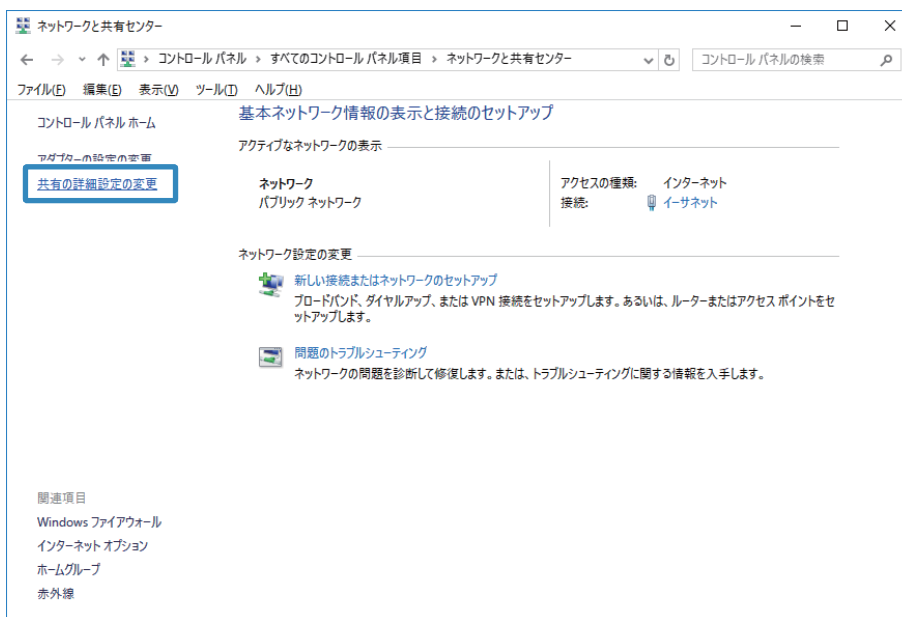 ネットワークと共有センター
コントロール パネル › すべてのコントロール パネル項目 › ネットワークと共有センター
コントロール パネルの検索
ファイル(F) 編集(E) 表示(V) ツール(T) ヘルプ(H)
コントロール パネル ホーム
アダプターの設定の変更
共有の詳細設定の変更
基本ネットワーク情報の表示と接続のセットアップ
アクティブなネットワークの表示
ネットワーク
パブリック ネットワーク
アクセスの種類: インターネット
接続: イーサネット
ネットワーク設定の変更
新しい接続またはネットワークのセットアップ
ブロードバンド、ダイヤルアップ、または VPN 接続をセットアップします。あるいは、ルーターまたはアクセス ポイントをセ
ットアップします。
問題のトラブルシューティング
ネットワークの問題を診断して修復します。または、トラブルシューティングに関する情報を入手します。
関連項目
Windows ファイアウォール
インターネット オプション
ホームグループ
赤外線